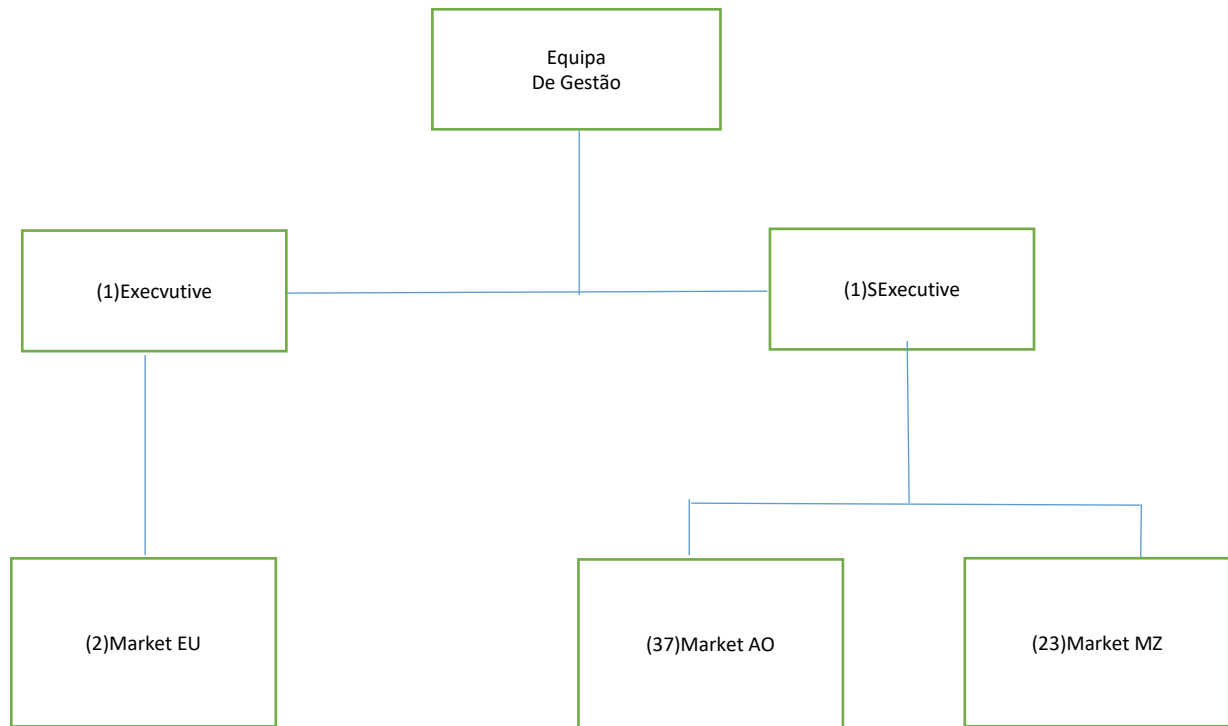 Equipa
De Gestão
(1)Execvutive
(1)SExecutive
(2)Market EU
(37)Market AO
(23)Market MZ